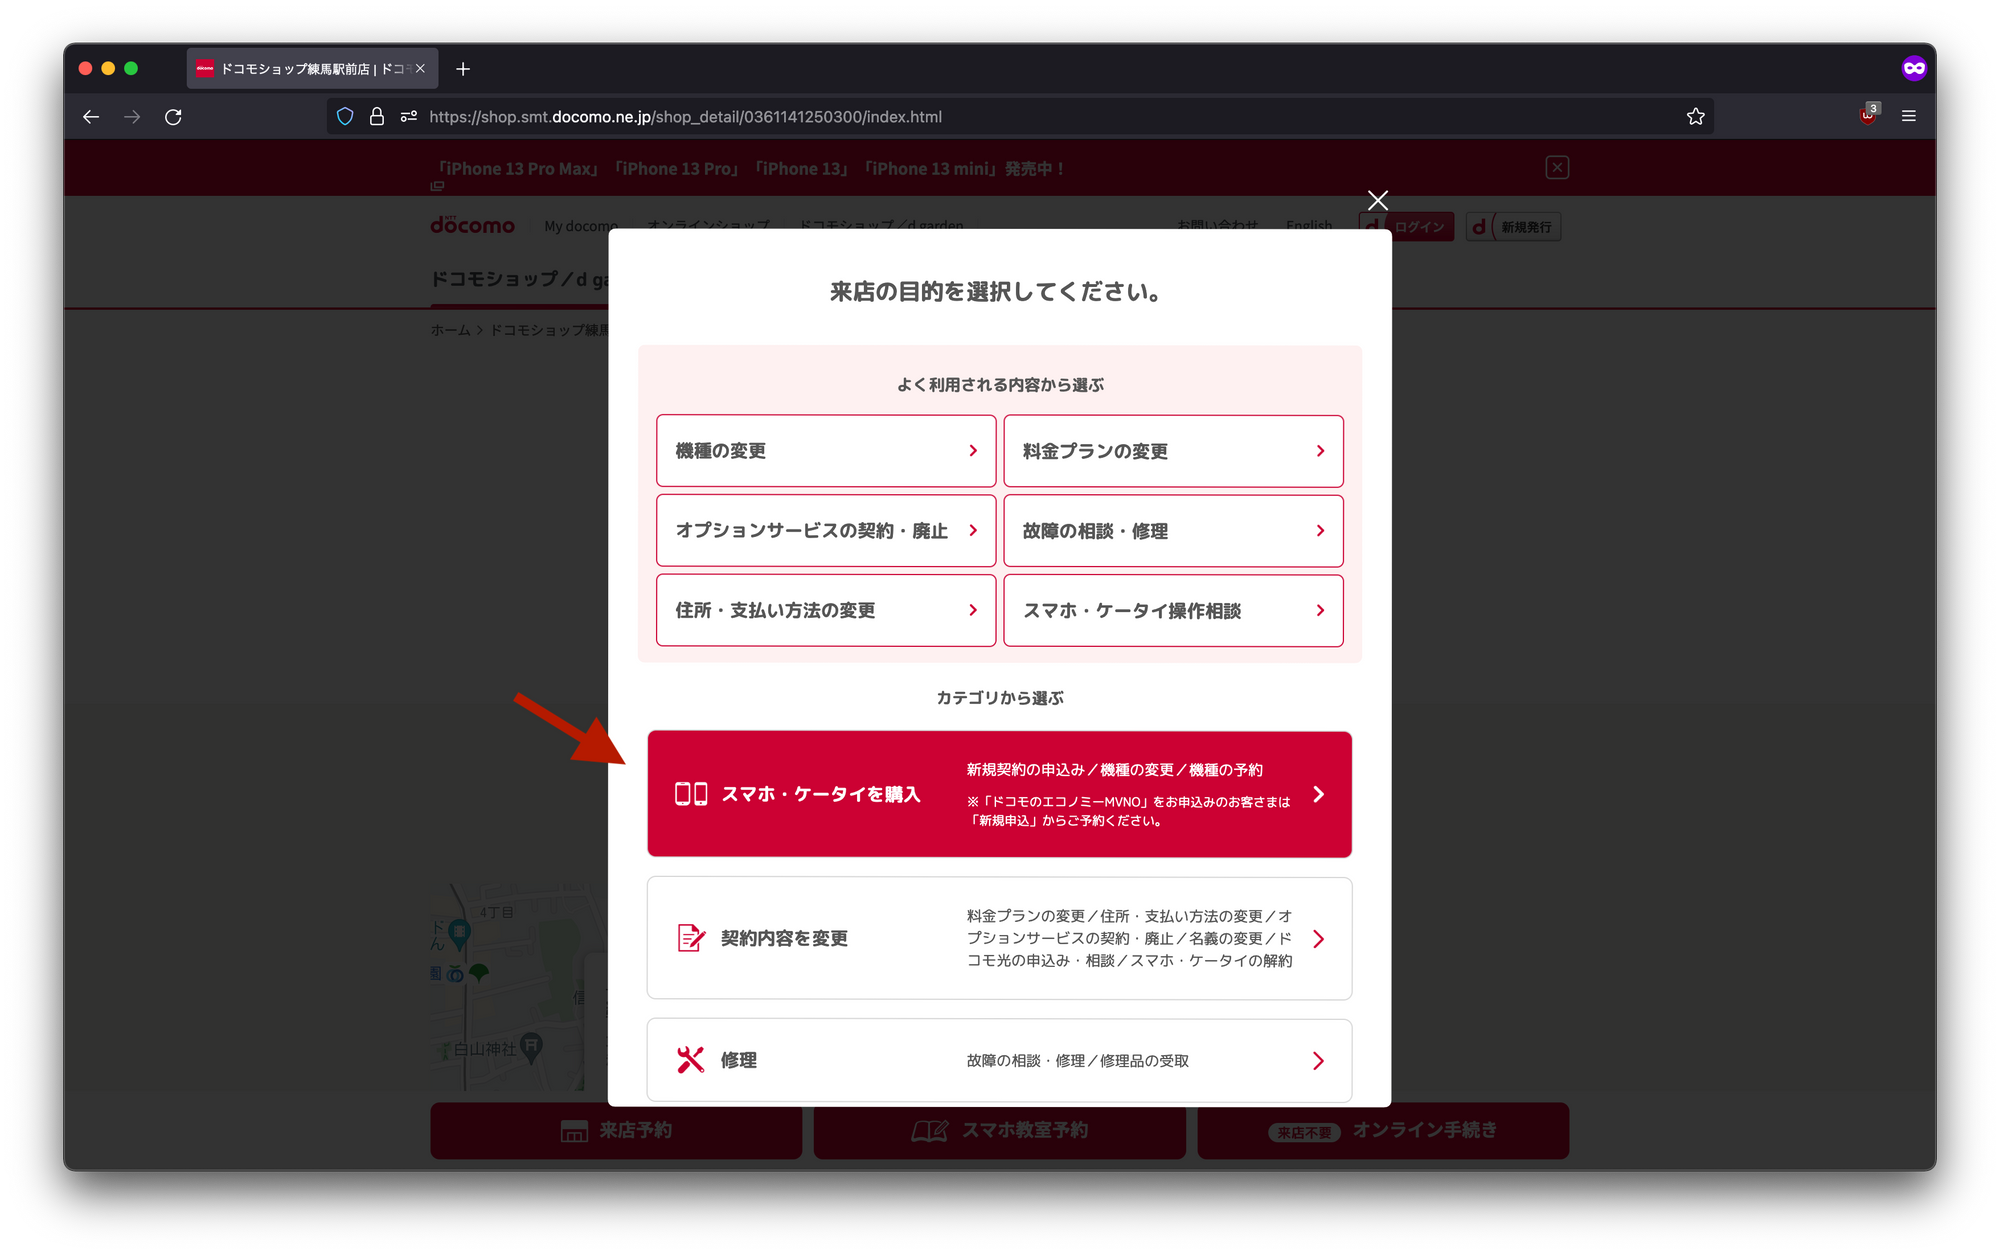 docomo ドコモショップ練馬駅前店 | ドコモ
https://shop.smt.docomo.ne.jp/shop_detail/0361141250300/index.html
3
「iPhone 13 Pro Max」「iPhone 13 Pro」「iPhone 13」「iPhone 13 mini」発売中！
NTT
docomo My docomo オンラインショップ ドコモショップ／d garden お問い合わせ English d ログイン d 新規発行
ドコモショップ／d ga
ホーム > ドコモショップ練馬
来店の目的を選択してください。
よく利用される内容から選ぶ
機種の変更
料金プランの変更
オプションサービスの契約・廃止
故障の相談・修理
住所・支払い方法の変更
スマホ・ケータイ操作相談
カテゴリから選ぶ
スマホ・ケータイを購入
新規契約の申込み／機種の変更／機種の予約
※「ドコモのエコノミーMVNO」をお申込みのお客さまは
「新規申込」からご予約ください。
契約内容を変更
料金プランの変更／住所・支払い方法の変更／オ
プションサービスの契約・廃止／名義の変更／ド
コモ光の申込み・相談／スマホ・ケータイの解約
修理
故障の相談・修理／修理品の受取
4丁目
ド
ん
園
信
白山神社
来店予約
スマホ教室予約
来店不要 オンライン手続き